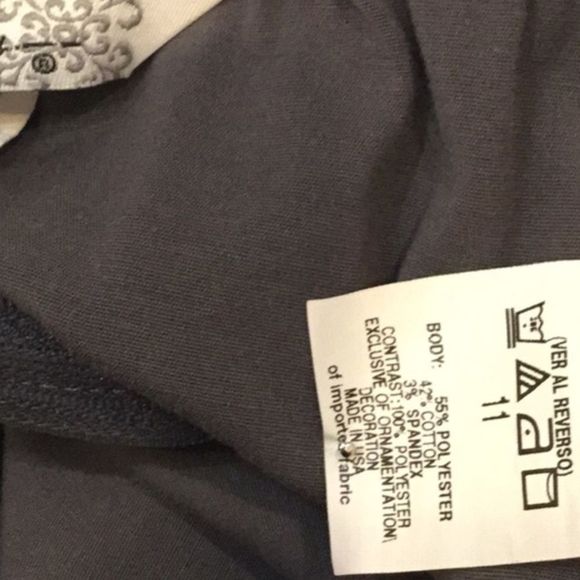 (VER AL REVERSO)
11
BODY: 55% POLYESTER
42% COTTON
3% SPANDEX
CONTRAST: 100% POLYESTER
EXCLUSIVE OF ORNAMENTATION
DECORATION
MADE IN USA
of imported fabric